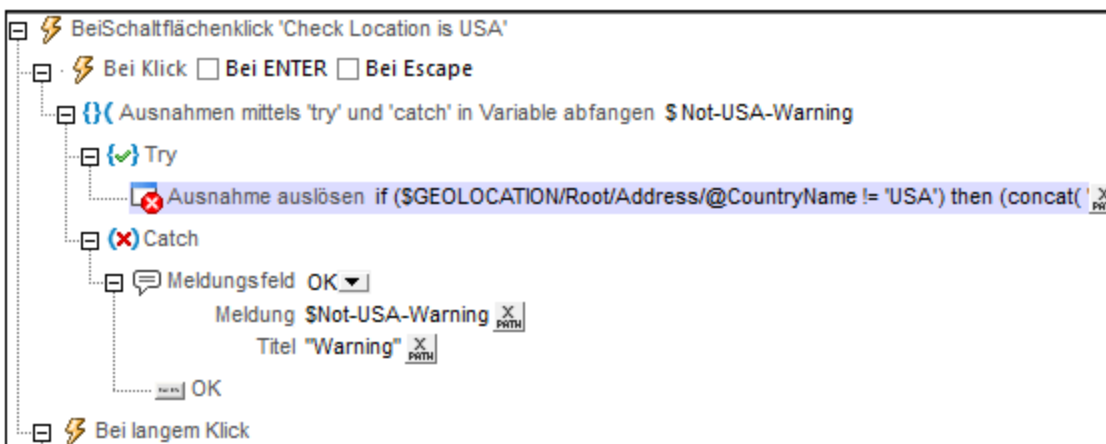 BeiSchaltflächenklick 'Check Location is USA'
Bei Klick Bei ENTER Bei Escape
{}( Ausnahmen mittels 'try' und 'catch' in Variable abfangen $Not-USA-Warning
Try
Ausnahme auslösen if ($GEOLOCATION/Root/Address/@CountryName != 'USA') then (concat( '
Catch
Meldungsfeld OK
Meldung $Not-USA-Warning XPATH
Titel "Warning" XPATH
OK
Bei langem Klick